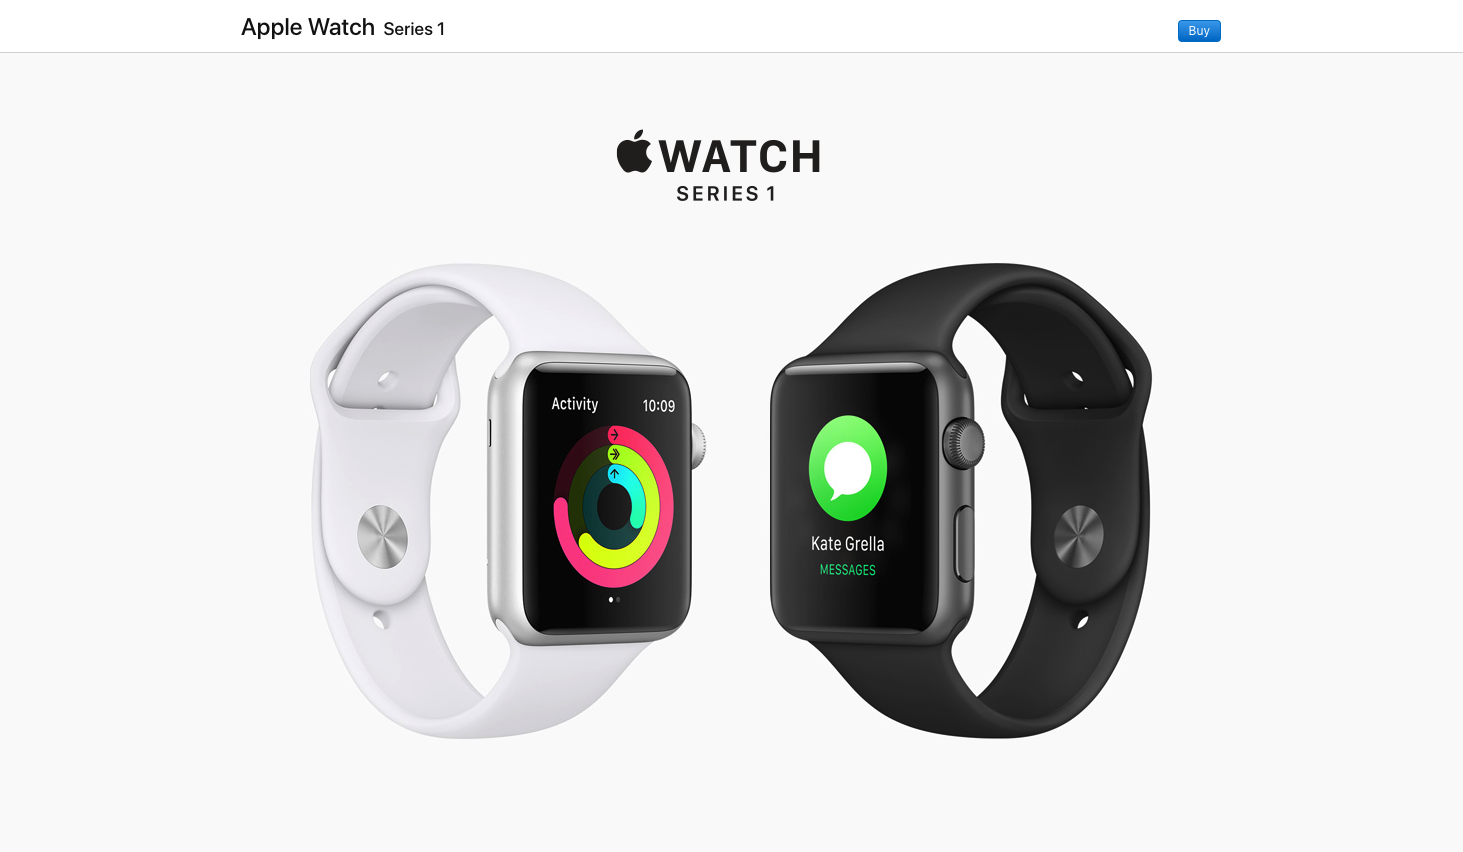 Apple Watch Series 1
Buy
WATCH
SERIES 1
Activity 10:09
Kate Grella
MESSAGES